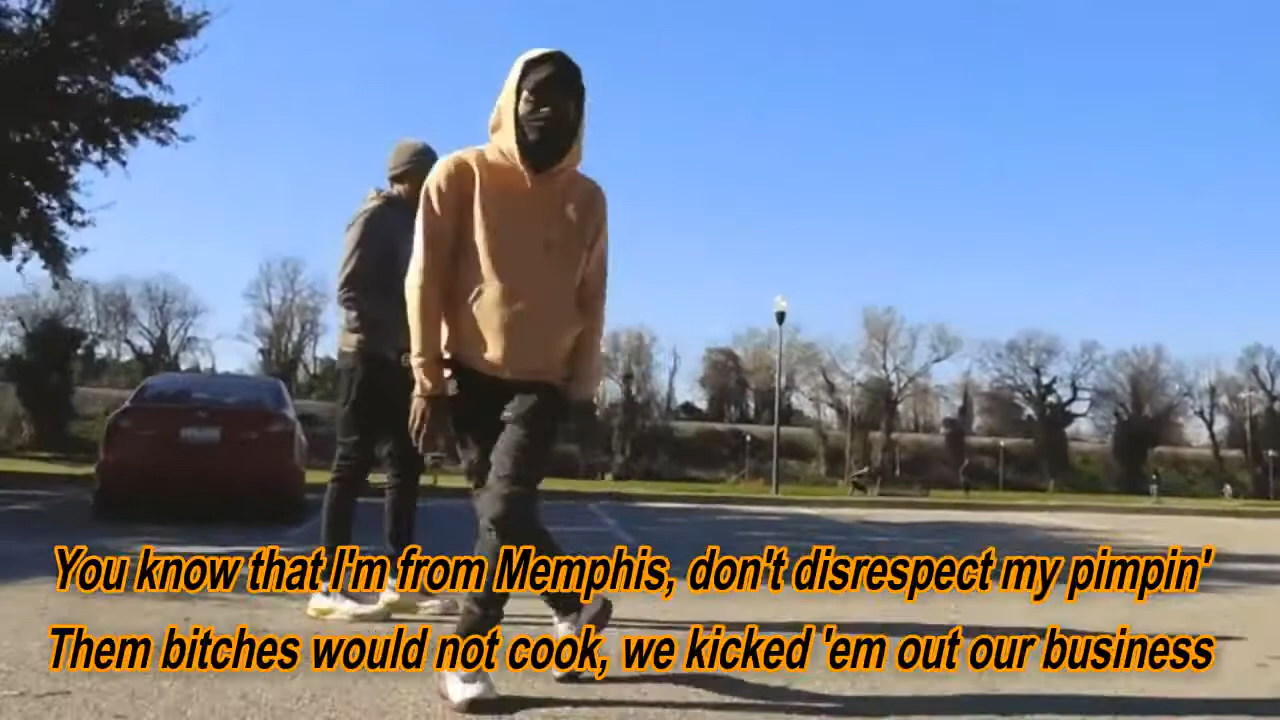 You know that I'm from Memphis, don't disrespect my pimpin'
Them bitches would not cook, we kicked 'em out our business